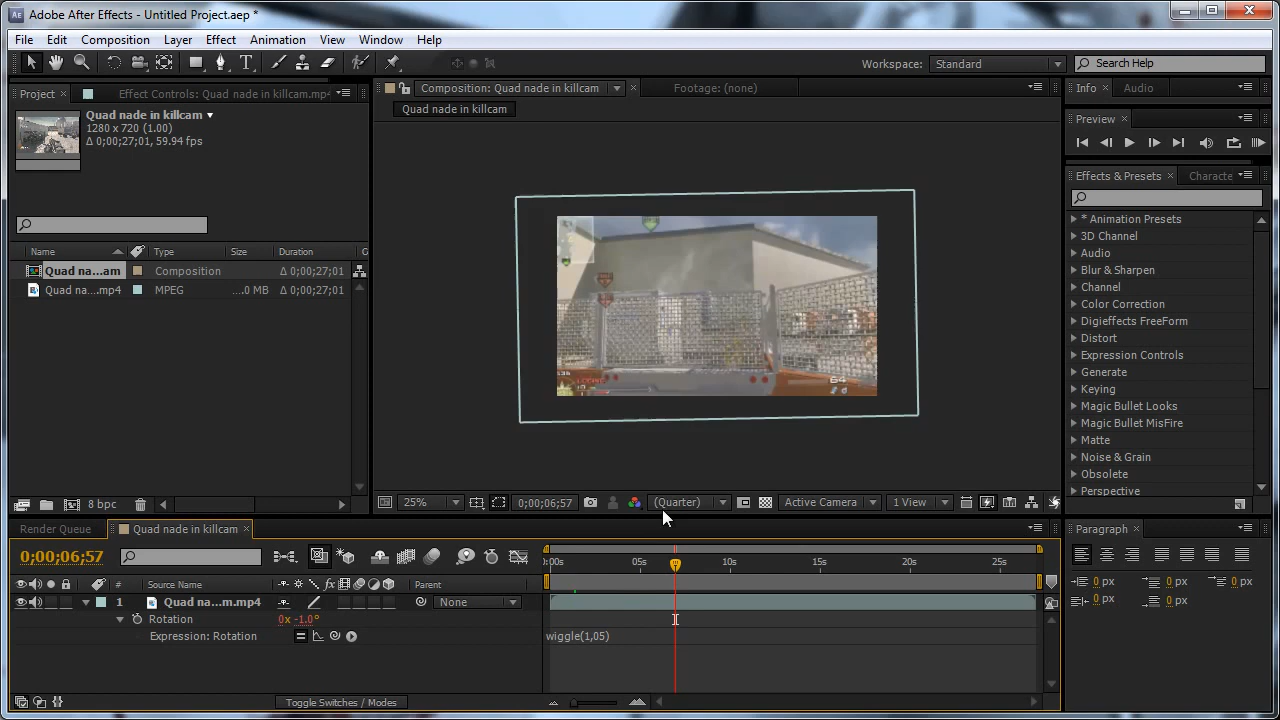 Adobe After Effects - Untitled Project.aep *
File Edit Composition Layer Effect Animation View Window Help
Workspace: Standard Search Help
Project Effect Controls: Quad nade in killcam.mp4
Composition: Quad nade in killcam Footage: (none)
Info Audio
Quad nade in killcam
Quad nade in killcam
1280 x 720 (1.00)
Δ 0;00;27;01, 59.94 fps
Preview
Effects & Presets Characte
Name Type Size Duration
Quad na...am Composition Δ 0;00;27;01
Quad na....mp4 MPEG ....0 MB Δ 0;00;27;01
* Animation Presets
3D Channel
Audio
Blur & Sharpen
Channel
Color Correction
Digieffects FreeForm
Distort
Expression Controls
Generate
Keying
Magic Bullet Looks
Magic Bullet MisFire
Matte
Noise & Grain
Obsolete
Perspective
64
8 bpc
25% 0;00;06;57 (Quarter) Active Camera 1 View
Render Queue Quad nade in killcam
Paragraph
0;00;06;57
:00s 05s 10s 15s 20s 25s
# Source Name Parent
1 Quad na...m.mp4 None
Rotation 0x -1.0°
Expression: Rotation wiggle(1,05)
0 px 0 px 0 px
0 px 0 px
Toggle Switches / Modes